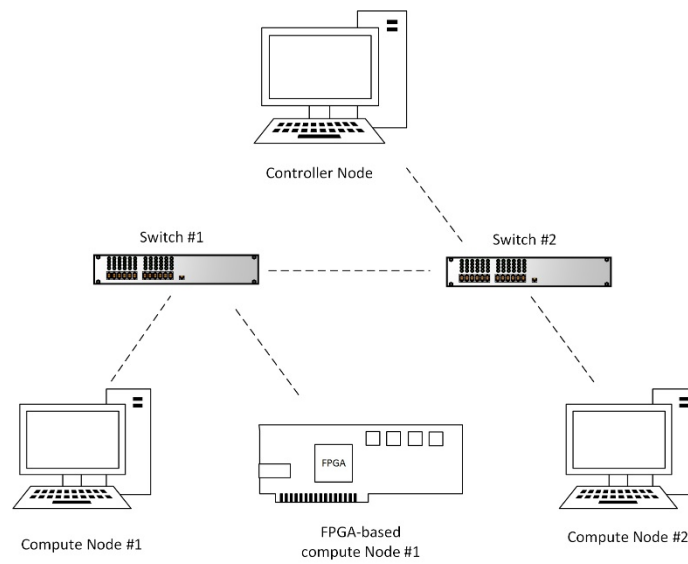 Controller Node
Switch #1
Switch #2
FPGA
Compute Node #1
FPGA-based
compute Node #1
Compute Node #2